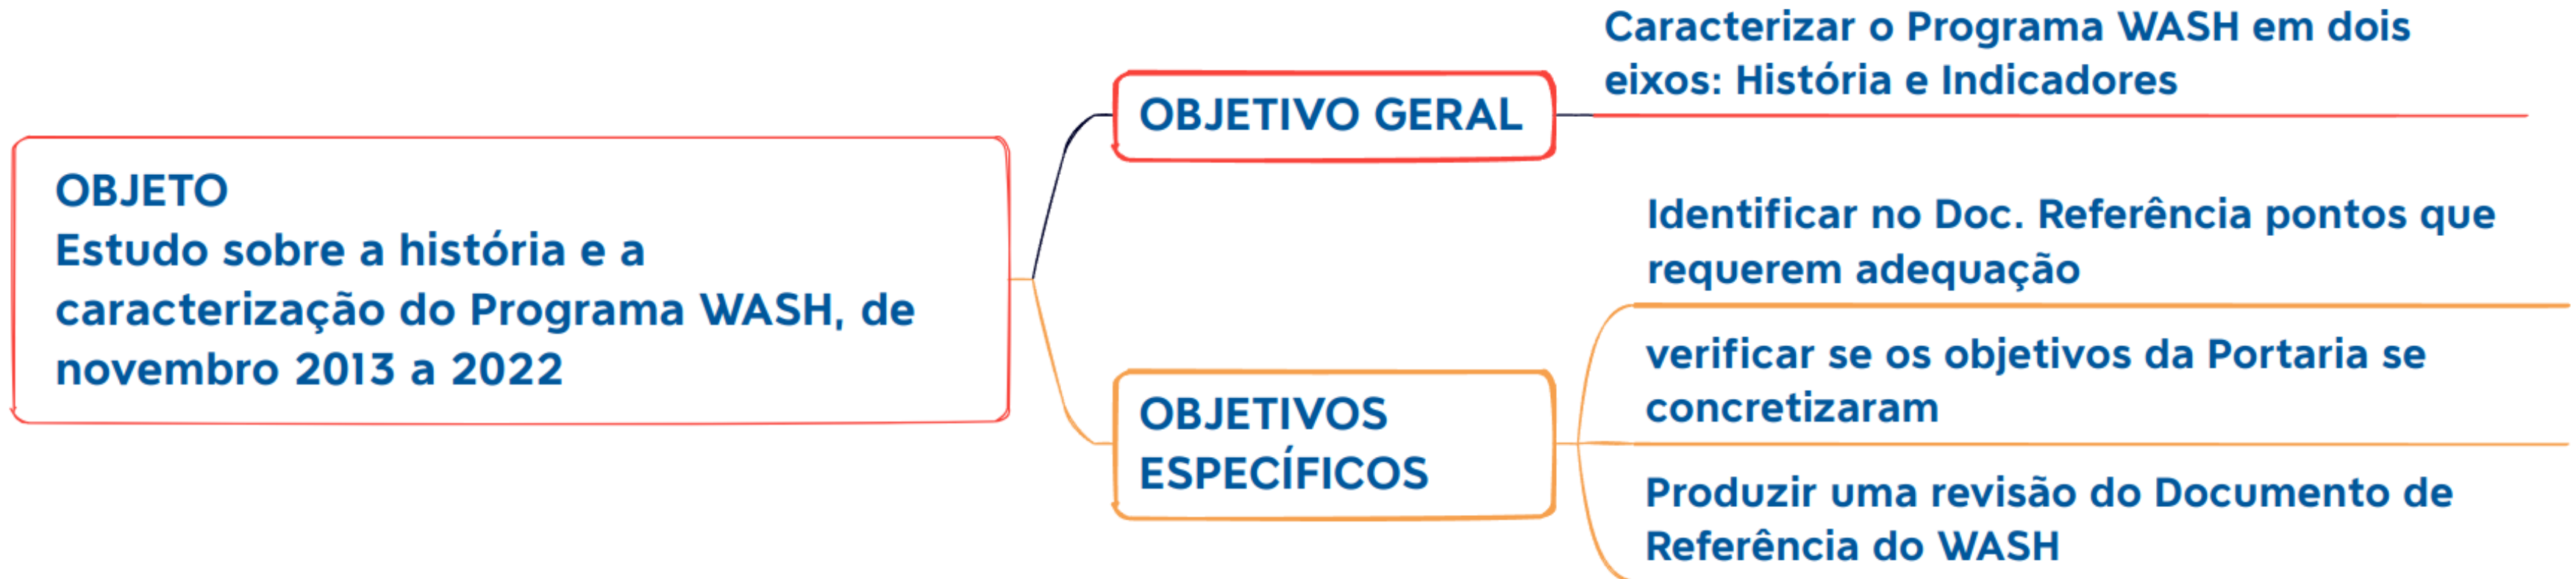 OBJETO
Estudo sobre a história e a
caracterização do Programa WASH, de
novembro 2013 a 2022
OBJETIVO GERAL
Caracterizar o Programa WASH em dois
eixos: História e Indicadores
OBJETIVOS
ESPECÍFICOS
Identificar no Doc. Referência pontos que
requerem adequação
verificar se os objetivos da Portaria se
concretizaram
Produzir uma revisão do Documento de
Referência do WASH